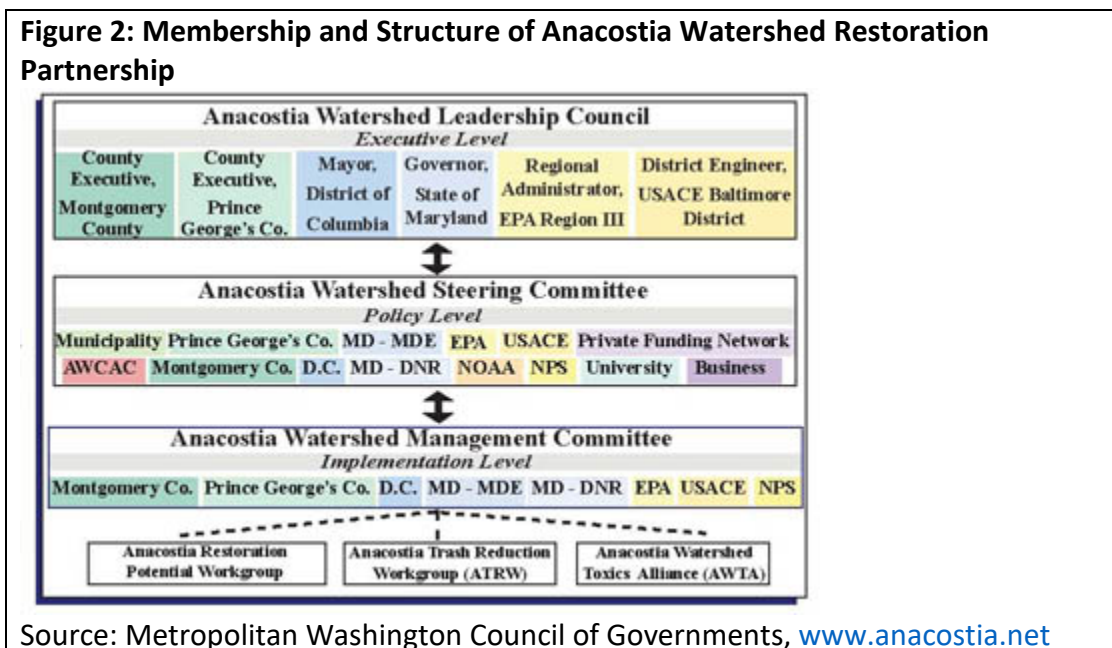 Figure 2: Membership and Structure of Anacostia Watershed Restoration
Partnership
Anacostia Watershed Leadership Council
Executive Level
County Executive, Montgomery County
County Executive, Prince George's Co.
Mayor, District of Columbia
Governor, State of Maryland
Regional Administrator, EPA Region III
District Engineer, USACE Baltimore District
Anacostia Watershed Steering Committee
Policy Level
Municipality Prince George's Co. MD - MDE EPA USACE Private Funding Network
AWCAC Montgomery Co. D.C. MD - DNR NOAA NPS University Business
Anacostia Watershed Management Committee
Implementation Level
Montgomery Co. Prince George's Co. D.C. MD - MDE MD - DNR EPA USACE NPS
Anacostia Restoration
Potential Workgroup
Anacostia Trash Reduction
Workgroup (ATRW)
Anacostia Watershed
Toxics Alliance (AWTA)
Source: Metropolitan Washington Council of Governments, www.anacostia.net